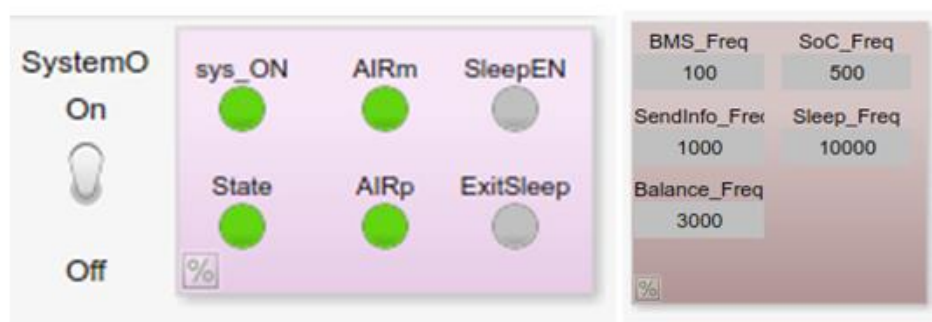 SystemO
On
Off
sys_ON AIRm SleepEN
State AIRp ExitSleep
%
BMS_Freq SoC_Freq
100 500
SendInfo_Fre Sleep_Freq
1000 10000
Balance_Freq
3000
%